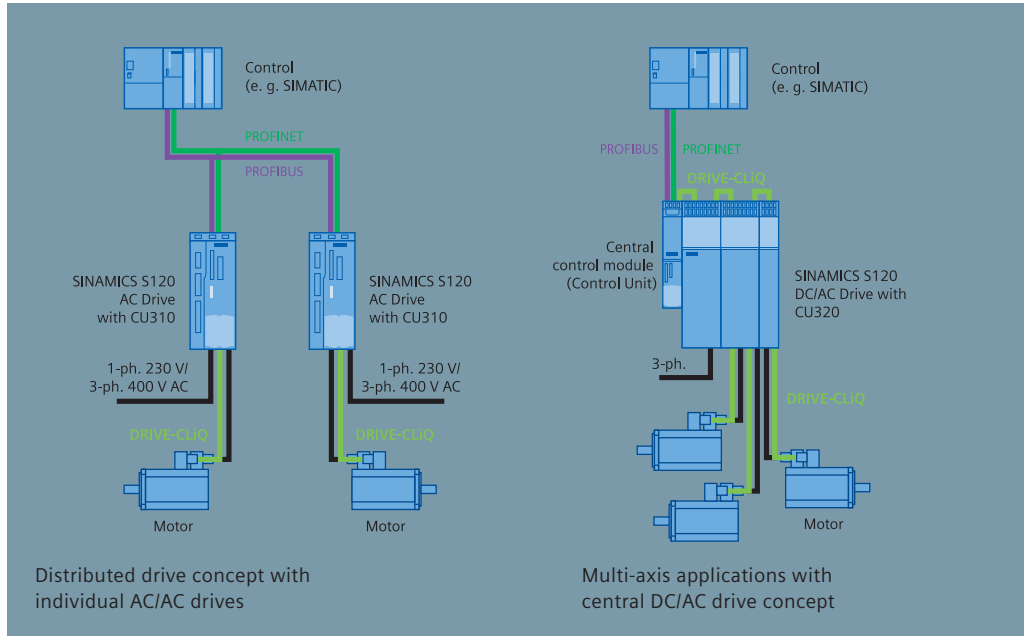 Control
(e. g. SIMATIC)
PROFINET
PROFIBUS
SINAMICS S120
AC Drive
with CU310
SINAMICS S120
AC Drive
with CU310
1-ph. 230 V/
3-ph. 400 V AC
1-ph. 230 V/
3-ph. 400 V AC
DRIVE-CLiQ
DRIVE-CLiQ
Motor
Motor
Distributed drive concept with
individual AC/AC drives
Control
(e. g. SIMATIC)
PROFIBUS
PROFINET
DRIVE-CLiQ
Central
control module
(Control Unit)
SINAMICS S120
DC/AC Drive with
CU320
3-ph.
DRIVE-CLiQ
Motor
Multi-axis applications with
central DC/AC drive concept